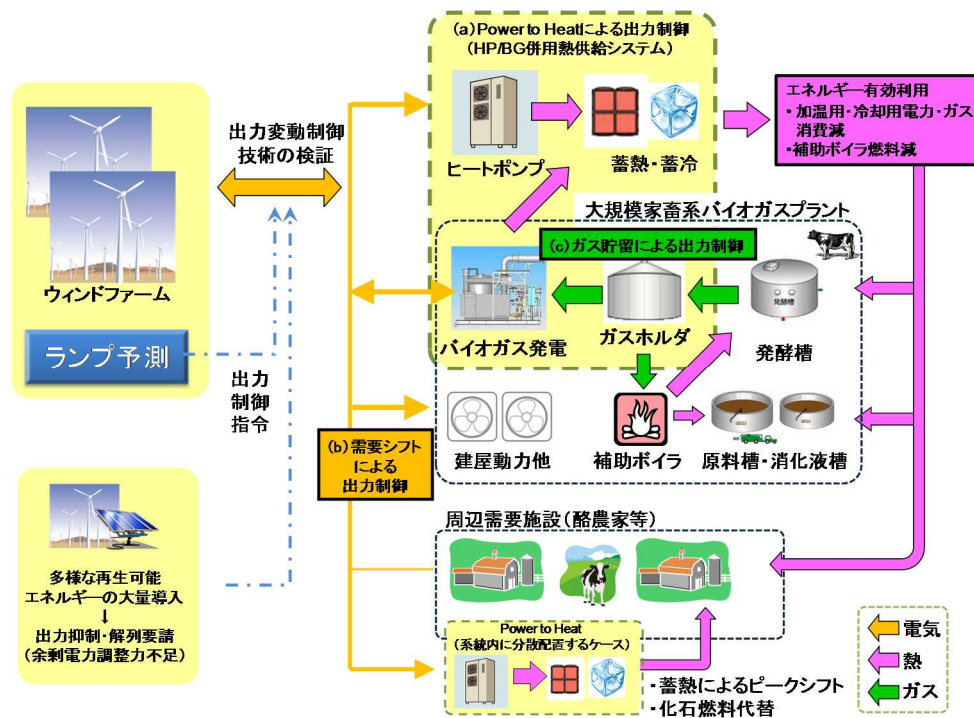 (a)Power to Heatによる出力制御
(HP/BG併用熱供給システム)
ヒートポンプ
蓄熱・蓄冷
エネルギー有効利用
・加温用・冷却用電力・ガス
消費減
・補助ボイラ燃料減
出力変動制御
技術の検証
ウィンドファーム
ランプ予測
出力
制御
指令
大規模家畜系バイオガスプラント
(c)ガス貯留による出力制御
バイオガス発電
ガスホルダ
発酵槽
発酵槽
建屋動力他
補助ボイラ
原料槽・消化液槽
(b)需要シフト
による
出力制御
周辺需要施設(酪農家等)
多様な再生可能
エネルギーの大量導入
↓
出力抑制・解列要請
(余剰電力調整力不足)
Power to Heat
(系統内に分散配置するケース)
・蓄熱によるピークシフト
・化石燃料代替
電気
熱
ガス